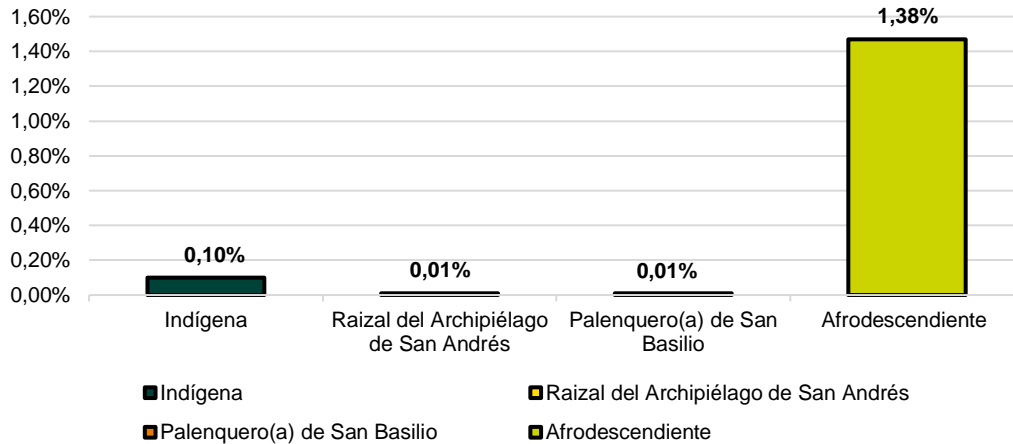 1,60%
1,40%
1,20%
1,00%
0,80%
0,60%
0,40%
0,20%
0,00%
0,10%
0,01%
0,01%
1,38%
Indígena
Raizal del Archipiélago
de San Andrés
Palenquero(a) de San
Basilio
Afrodescendiente
Indígena
Raizal del Archipiélago de San Andrés
Palenquero(a) de San Basilio
Afrodescendiente